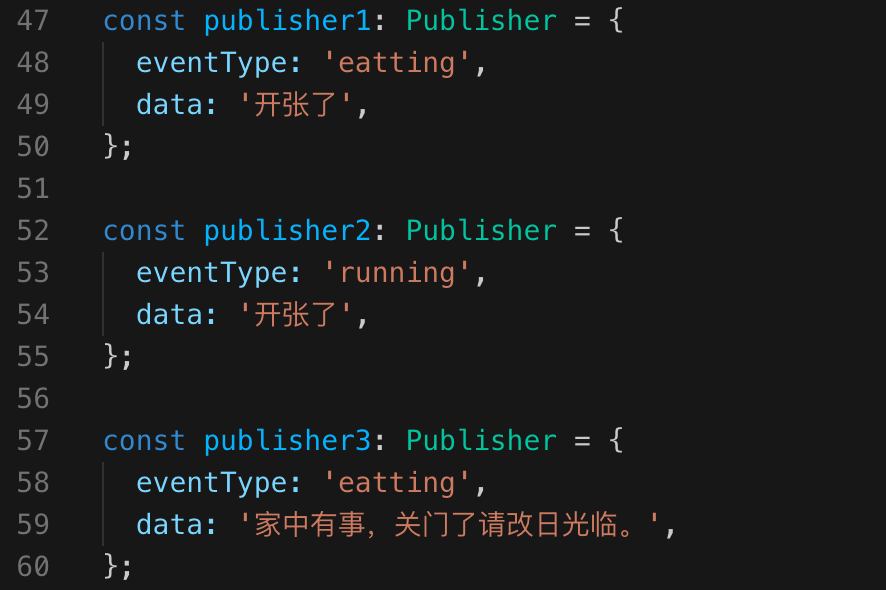 47 const publisher1: Publisher = {
48 eventType: 'eatting',
49 data: '开张了',
50 };
51
52 const publisher2: Publisher = {
53 eventType: 'running',
54 data: '开张了',
55 };
56
57 const publisher3: Publisher = {
58 eventType: 'eatting',
59 data: '家中有事，关门了请改日光临。',
60 };